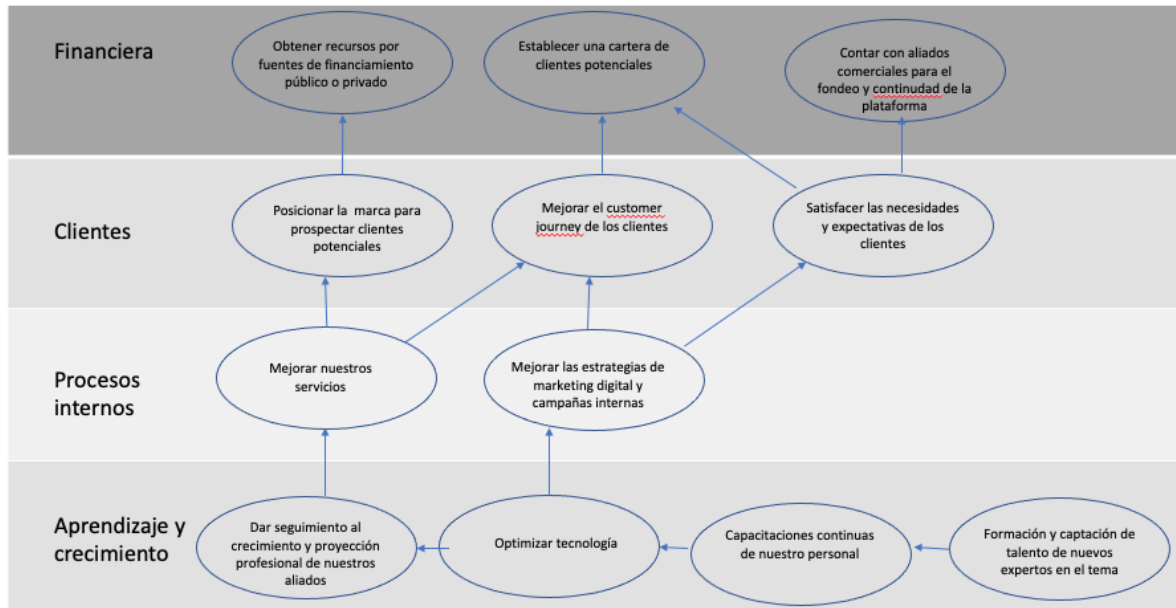 Financiera
Obtener recursos por
fuentes de financiamiento
público o privado
Establecer una cartera de
clientes potenciales
Contar con aliados
comerciales para el
fondeo y continudad de la
plataforma
Clientes
Posicionar la marca para
prospectar clientes
potenciales
Mejorar el customer
journey de los clientes
Satisfacer las necesidades
y expectativas de los
clientes
Procesos
internos
Mejorar nuestros
servicios
Mejorar las estrategias de
marketing digital y
campañas internas
Aprendizaje y
crecimiento
Dar seguimiento al
crecimiento y proyección
profesional de nuestros
aliados
Optimizar tecnología
Capacitaciones continuas
de nuestro personal
Formación y captación de
talento de nuevos
expertos en el tema